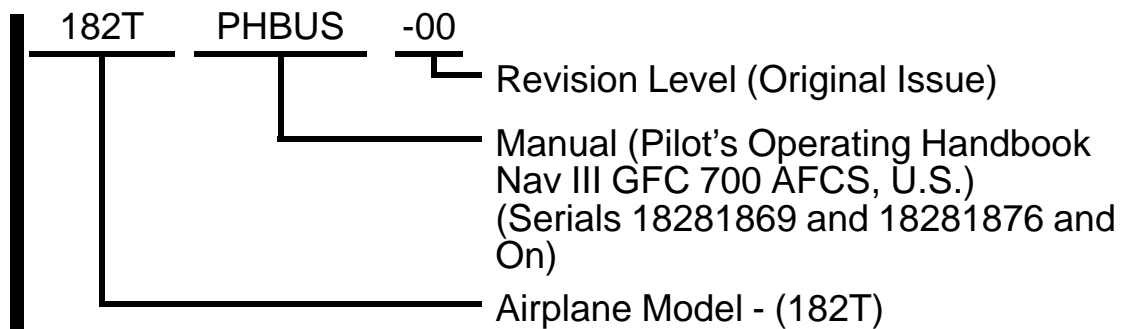 182T PHBUS -00
Revision Level (Original Issue)
Manual (Pilot's Operating Handbook
Nav III GFC 700 AFCS, U.S.)
(Serials 18281869 and 18281876 and
On)
Airplane Model - (182T)